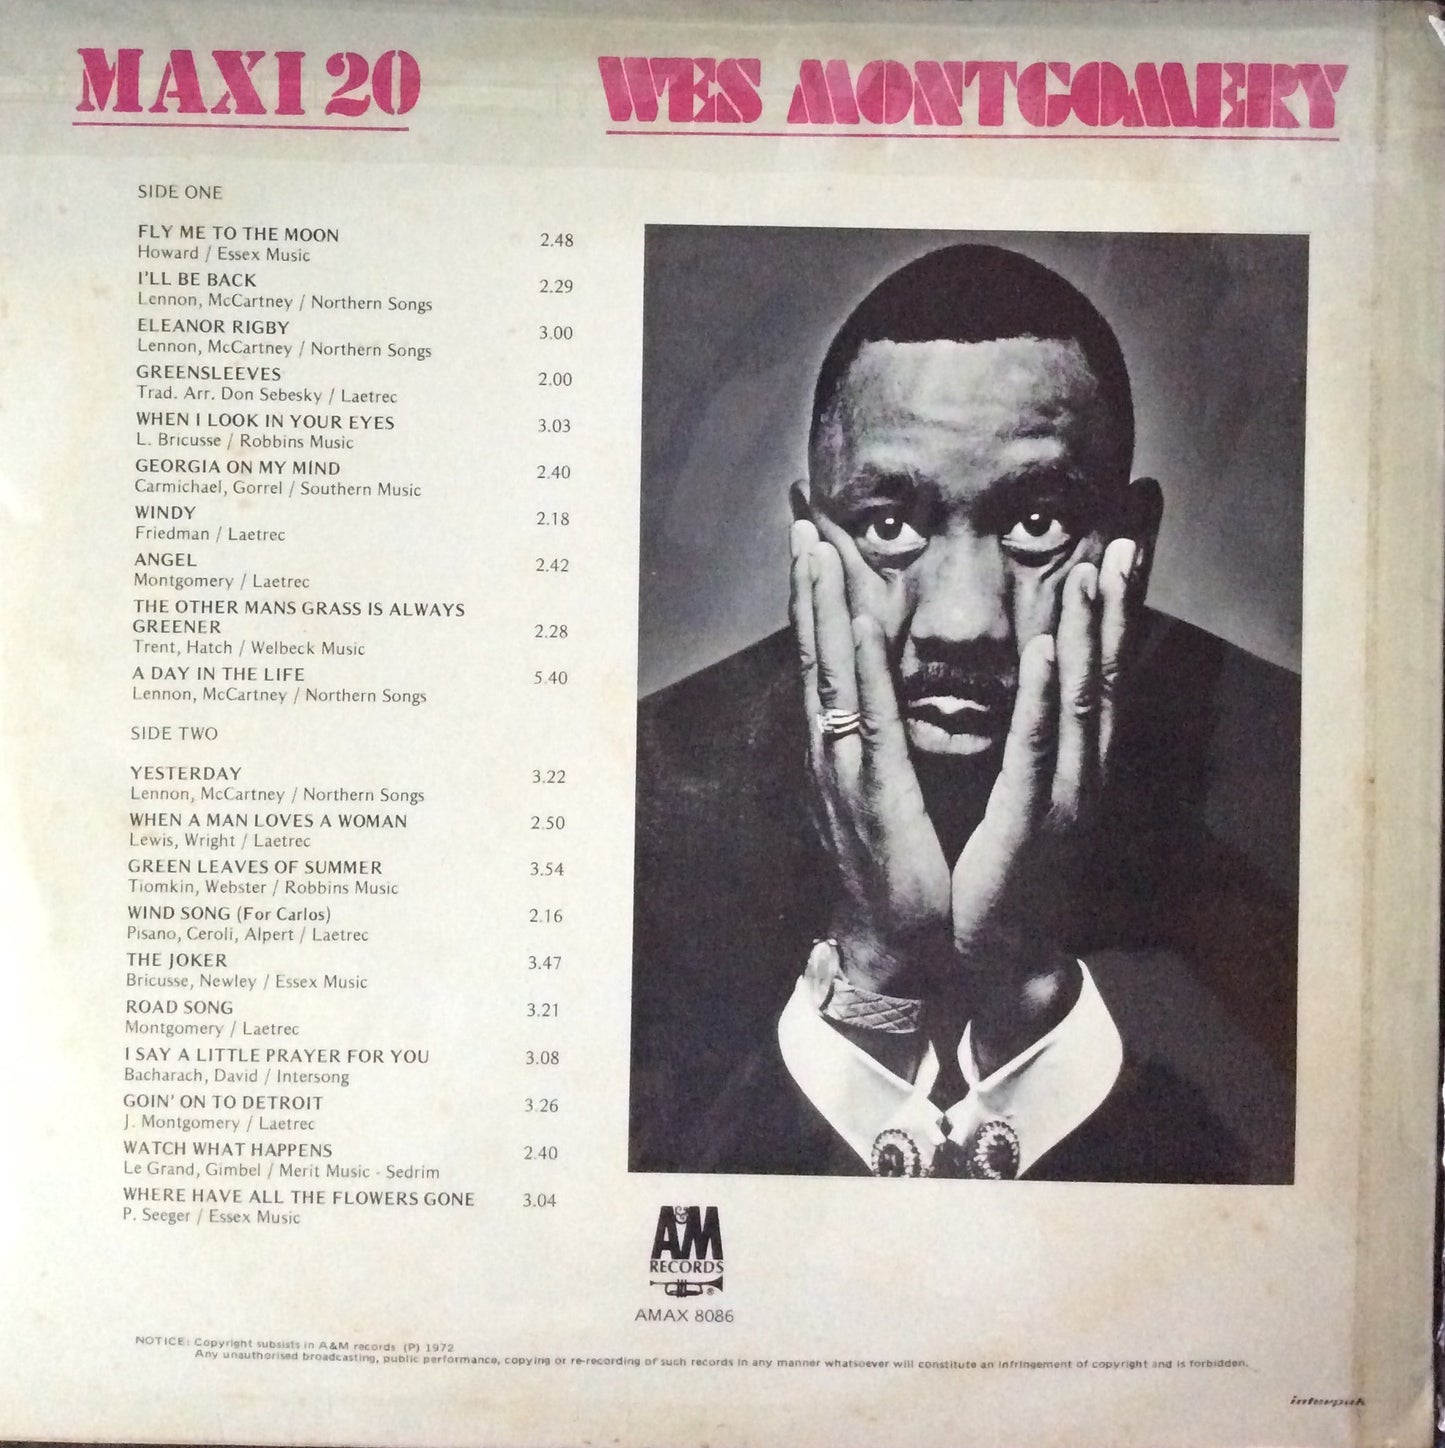 MAXI 20
WES MONTGOMERY
SIDE ONE
FLY ME TO THE MOON 2.48
Howard / Essex Music
I'LL BE BACK 2.29
Lennon, McCartney / Northern Songs
ELEANOR RIGBY 3.00
Lennon, McCartney / Northern Songs
GREENSLEEVES 2.00
Trad. Arr. Don Sebesky / Laetrec
WHEN I LOOK IN YOUR EYES 3.03
L. Bricusse / Robbins Music
GEORGIA ON MY MIND 2.40
Carmichael, Gorrel / Southern Music
WINDY 2.18
Friedman / Laetrec
ANGEL 2.42
Montgomery / Laetrec
THE OTHER MANS GRASS IS ALWAYS
GREENER 2.28
Trent, Hatch / Welbeck Music
A DAY IN THE LIFE 5.40
Lennon, McCartney / Northern Songs
SIDE TWO
YESTERDAY 3.22
Lennon, McCartney / Northern Songs
WHEN A MAN LOVES A WOMAN 2.50
Lewis, Wright / Laetrec
GREEN LEAVES OF SUMMER 3.54
Tiomkin, Webster / Robbins Music
WIND SONG (For Carlos) 2.16
Pisano, Ceroli, Alpert / Laetrec
THE JOKER 3.47
Bricusse, Newley / Essex Music
ROAD SONG 3.21
Montgomery / Laetrec
I SAY A LITTLE PRAYER FOR YOU 3.08
Bacharach, David / Intersong
GOIN' ON TO DETROIT 3.26
J. Montgomery / Laetrec
WATCH WHAT HAPPENS 2.40
Le Grand, Gimbel / Merit Music - Sedrim
WHERE HAVE ALL THE FLOWERS GONE 3.04
P. Seeger / Essex Music
A&M
RECORDS
®
AMAX 8086
NOTICE: Copyright subsists in A&M records (P) 1972
Any unauthorised broadcasting, public performance, copying or re-recording of such records in any manner whatsoever will constitute an infringement of copyright and is forbidden.
interpak